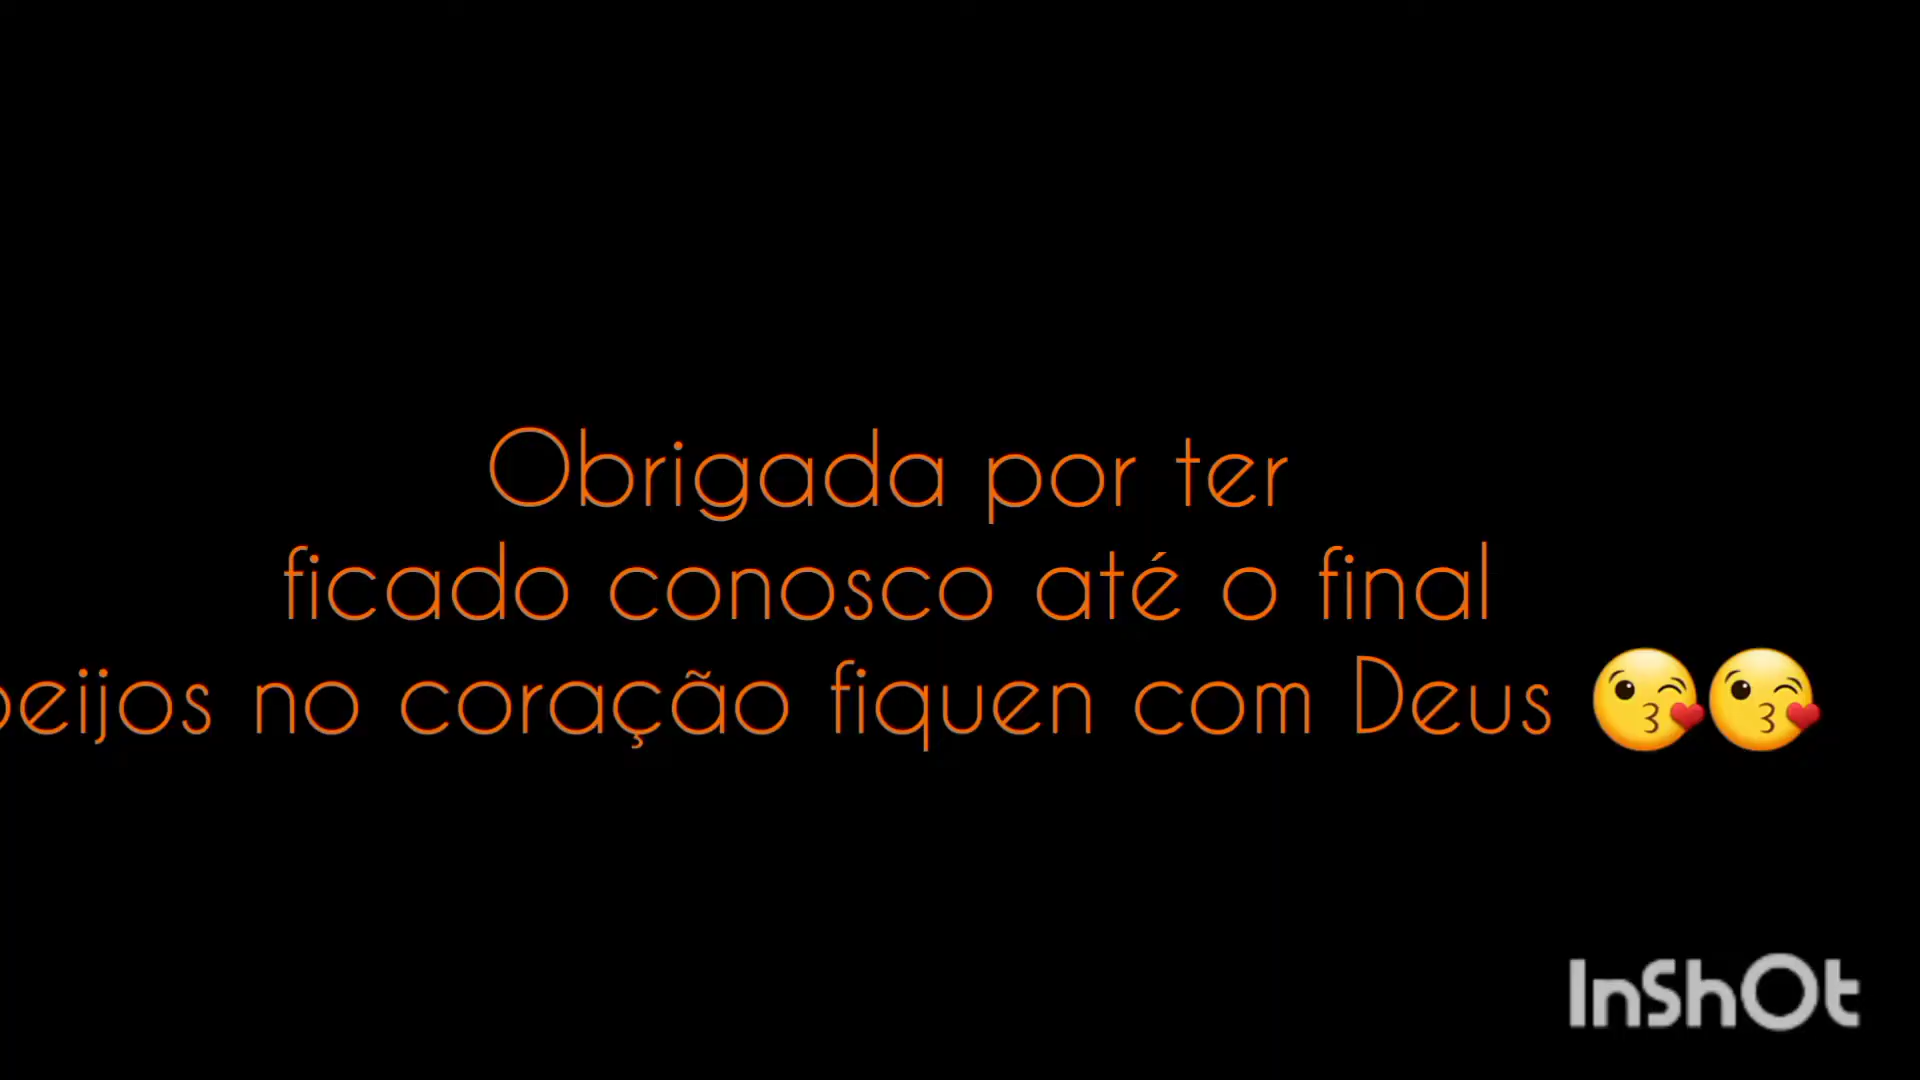 Obrigada por ter
ficado conosco até o final
beijos no coração fiquen com Deus 😘😘
InShOt